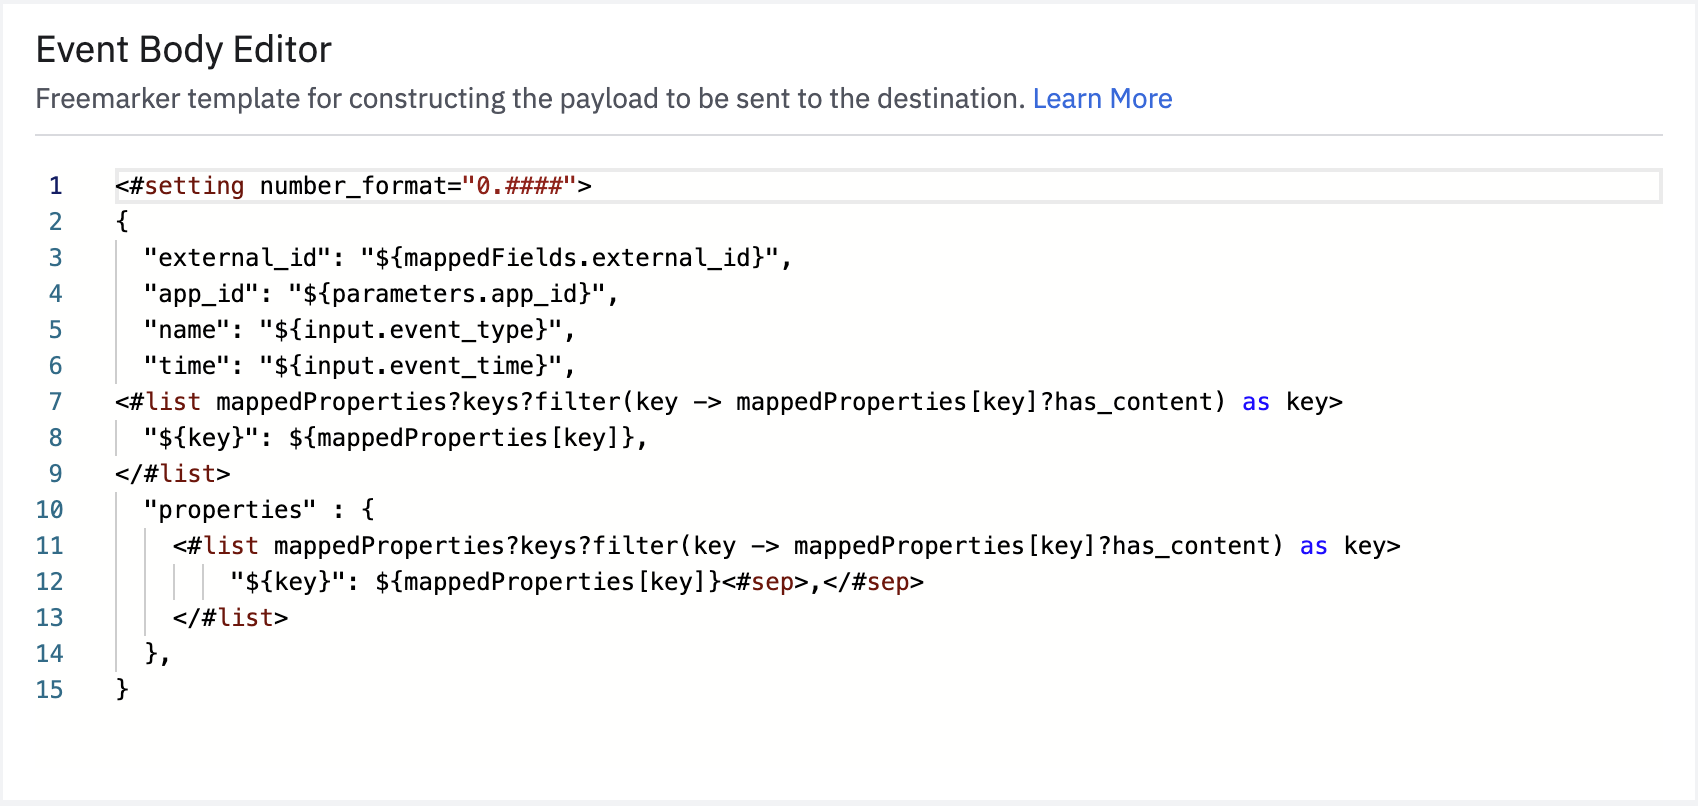 Event Body Editor
Freemarker template for constructing the payload to be sent to the destination. Learn More
1 <#setting number_format="0.####">
2 {
3   "external_id": "${mappedFields.external_id}",
4   "app_id": "${parameters.app_id}",
5   "name": "${input.event_type}",
6   "time": "${input.event_time}",
7 <#list mappedProperties?keys?filter(key -> mappedProperties[key]?has_content) as key>
8   "${key}": ${mappedProperties[key]},
9 </#list>
10   "properties" : {
11     <#list mappedProperties?keys?filter(key -> mappedProperties[key]?has_content) as key>
12         "${key}": ${mappedProperties[key]}<#sep>,</#sep>
13     </#list>
14   },
15 }